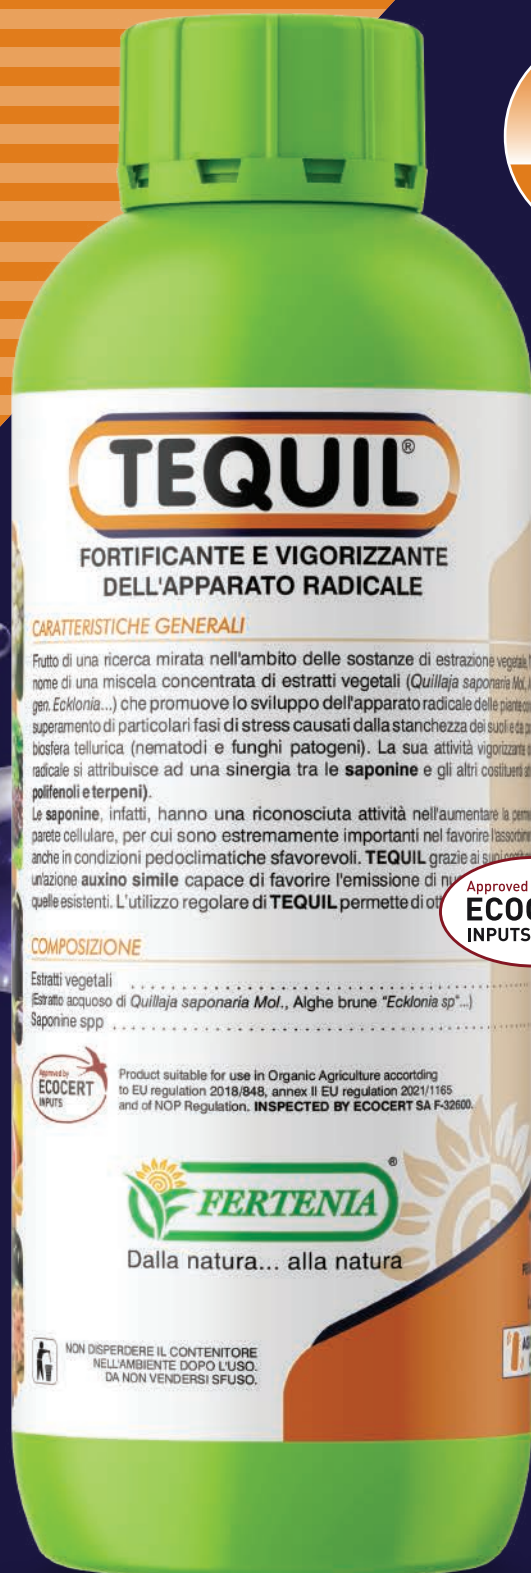 TEQUIL®
FORTIFICANTE E VIGORIZZANTE
DELL'APPARATO RADICALE
CARATTERISTICHE GENERALI
Frutto di una ricerca mirata nell'ambito delle sostanze di estrazione vegetale,
nome di una miscela concentrata di estratti vegetali (Quillaja saponaria Mol.,
gen. Ecklonia...) che promuove lo sviluppo dell'apparato radicale delle piante
superamento di particolari fasi di stress causati dalla stanchezza dei suoli e da
biosfera tellurica (nematodi e funghi patogeni). La sua attività vigorizzante
radicale si attribuisce ad una sinergia tra le saponine e gli altri costituenti
polifenoli e terpeni).
Le saponine, infatti, hanno una riconosciuta attività nell'aumentare la
parete cellulare, per cui sono estremamente importanti nel favorire
anche in condizioni pedoclimatiche sfavorevoli. TEQUIL grazie ai suoi
un'azione auxino simile capace di favorire l'emissione di
quelle esistenti. L'utilizzo regolare di TEQUIL permette di
Approved
INPUTS
COMPOSIZIONE
Estratti vegetali
(Estratto acquoso di Quillaja saponaria Mol., Alghe brune "Ecklonia sp"...)
Saponine spp
Approved by
ECOCERT
INPUTS
Product suitable for use in Organic Agriculture accortding
to EU regulation 2018/848, annex II EU regulation 2021/1165
and of NOP Regulation. INSPECTED BY ECOCERT SA F-32600.
FERTENIA®
Dalla natura... alla natura
NON DISPERDERE IL CONTENITORE
NELL'AMBIENTE DOPO L'USO.
DA NON VENDERSI SFUSO.